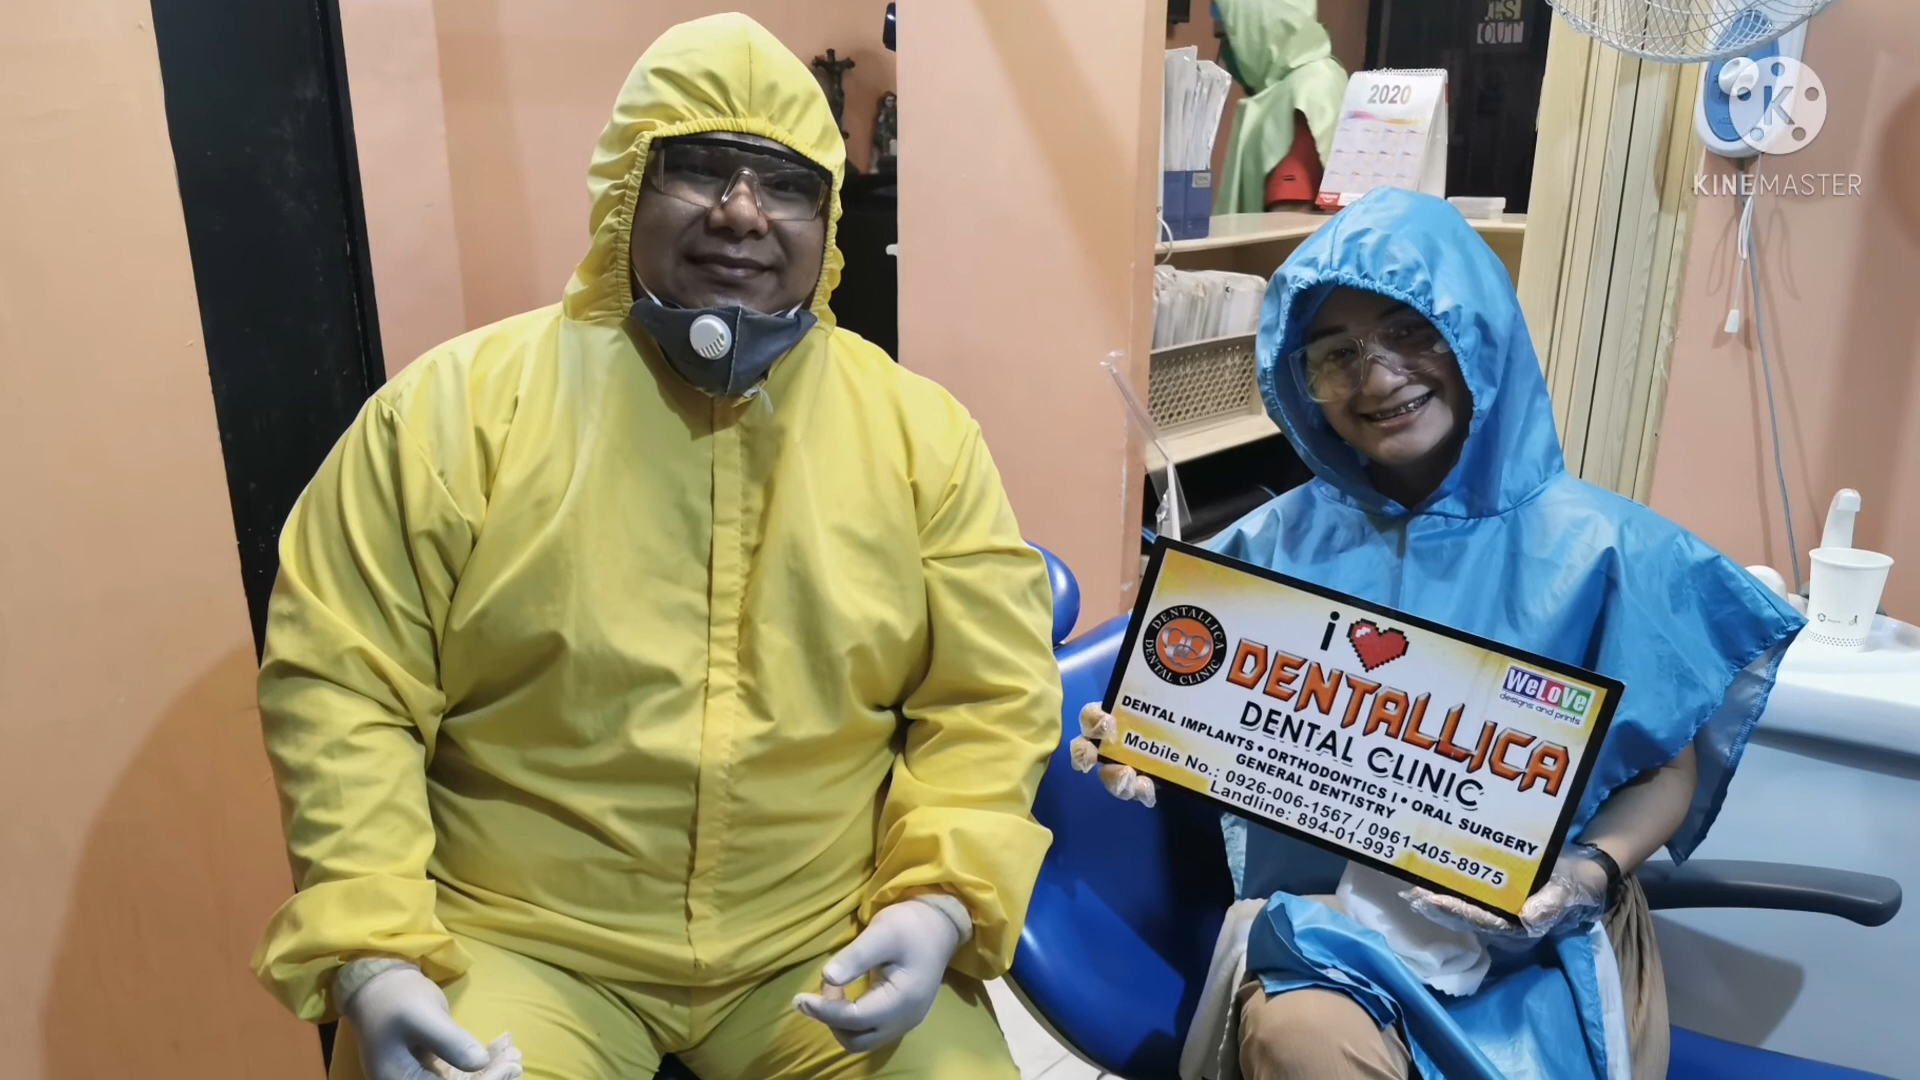 2020
OUT
K
KINEMASTER
i
DENTALLICA
DENTAL CLINIC
DENTALLICA
DENTAL CLINIC
WeLoVe
designs and prints
DENTAL IMPLANTS • ORTHODONTICS I • ORAL SURGERY
GENERAL DENTISTRY
Mobile No.: 0926-006-1567 / 0961-405-8975
Landline: 894-01-993